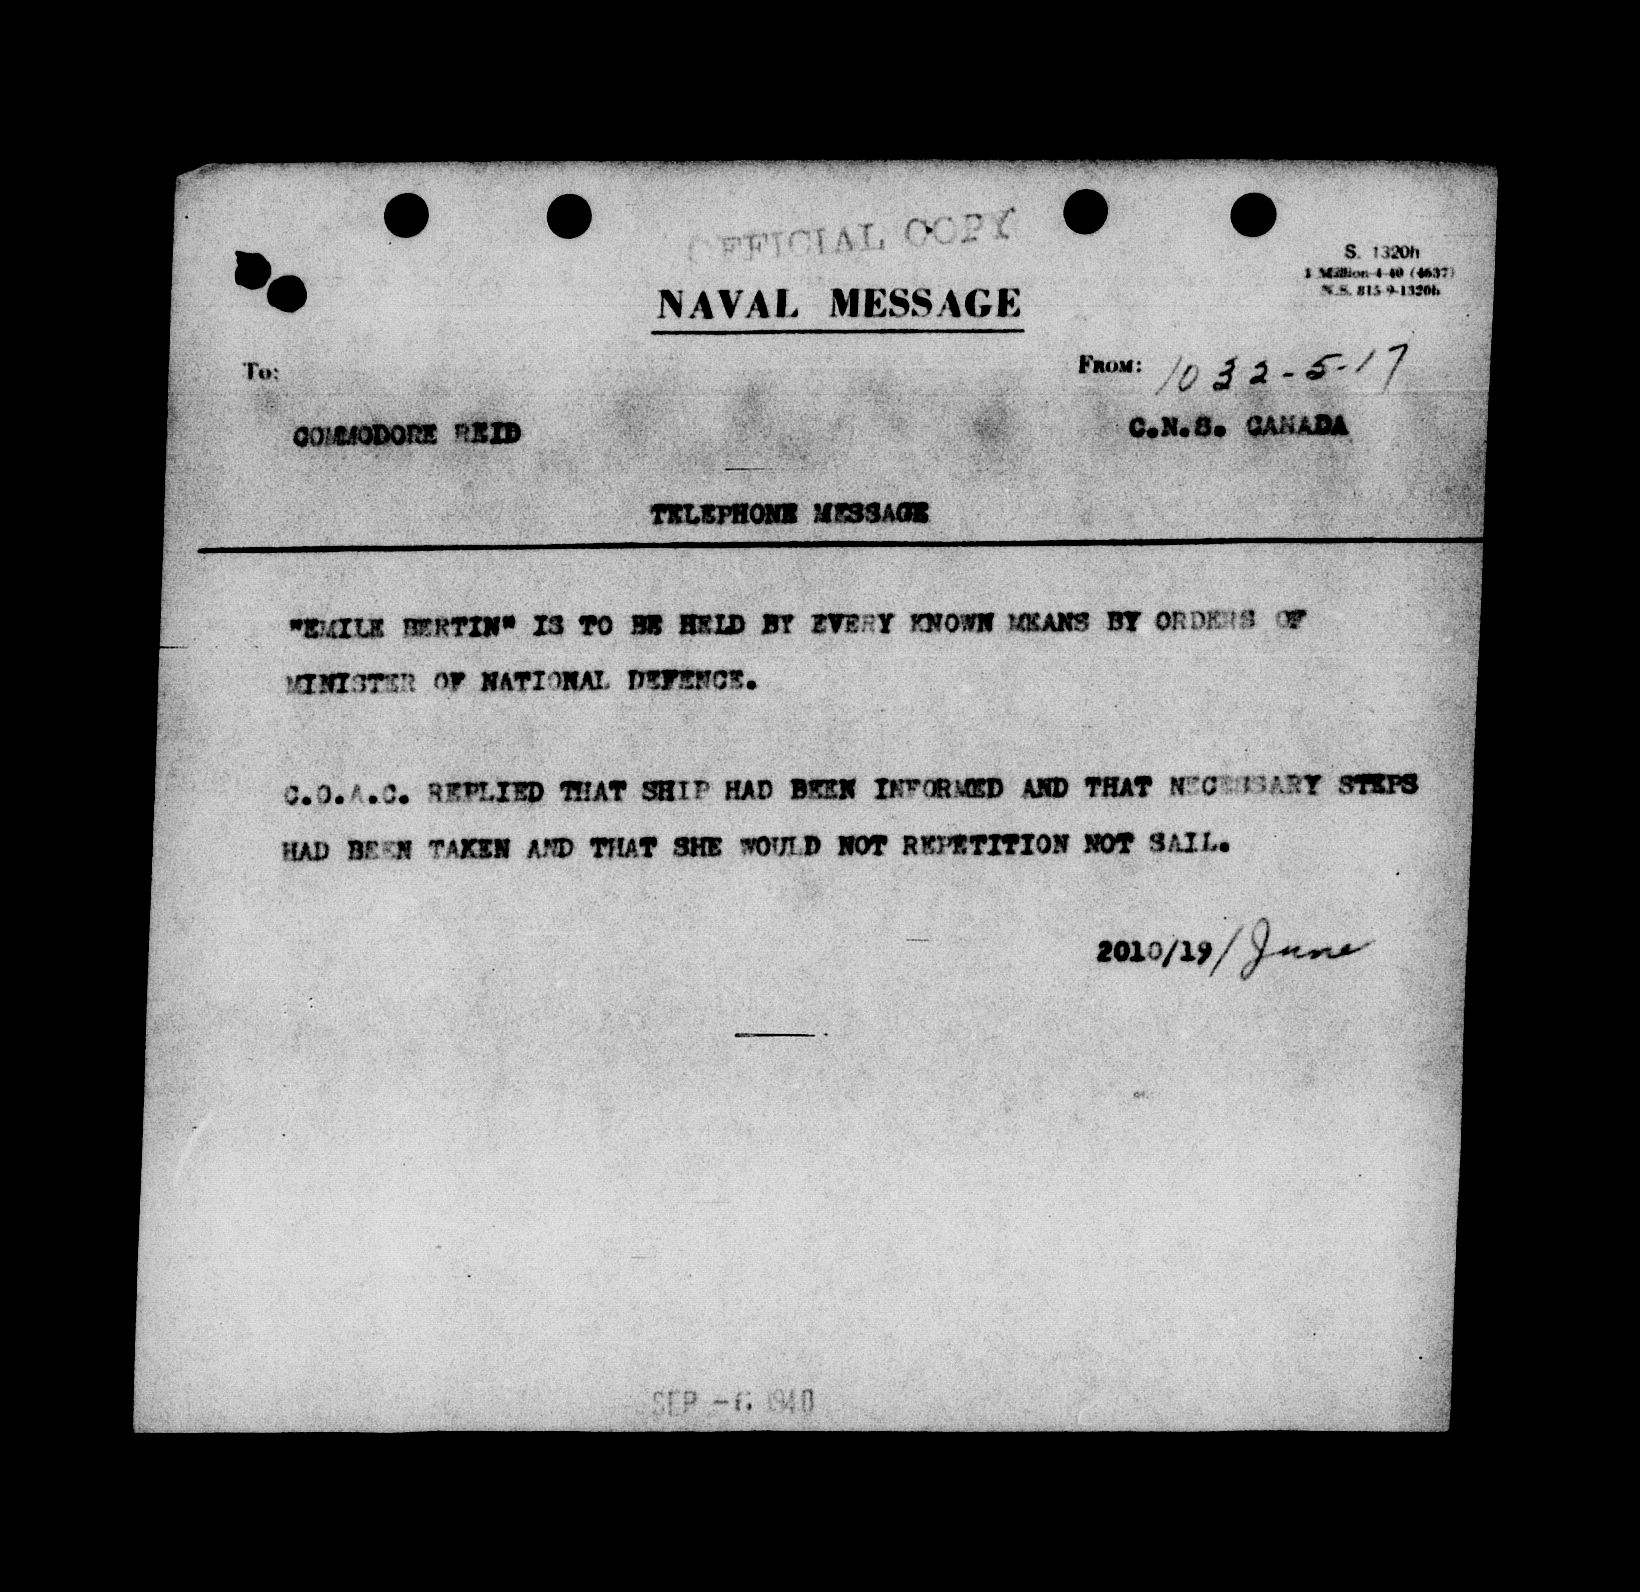 OFFICIAL COPY
S. 1320h
1 Million-4-40 (4637)
N.S. 815-9-1320h
NAVAL MESSAGE
To:
FROM: 1032-5-17
COMMODORE REID
C.N.S. CANADA
TELEPHONE MESSAGE
"EMILE BERTIN" IS TO BE HELD BY EVERY KNOWN MEANS BY ORDERS OF
MINISTER OF NATIONAL DEFENCE.
C.O.A.C. REPLIED THAT SHIP HAD BEEN INFORMED AND THAT NECESSARY STEPS
HAD BEEN TAKEN AND THAT SHE WOULD NOT REPETITION NOT SAIL.
2010/19/June
SEP -6 1940